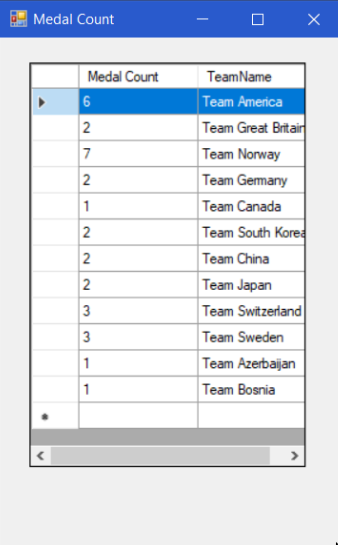 Medal Count
Medal Count TeamName
6 Team America
2 Team Great Britain
7 Team Norway
2 Team Germany
1 Team Canada
2 Team South Korea
2 Team China
2 Team Japan
3 Team Switzerland
3 Team Sweden
1 Team Azerbaijan
1 Team Bosnia